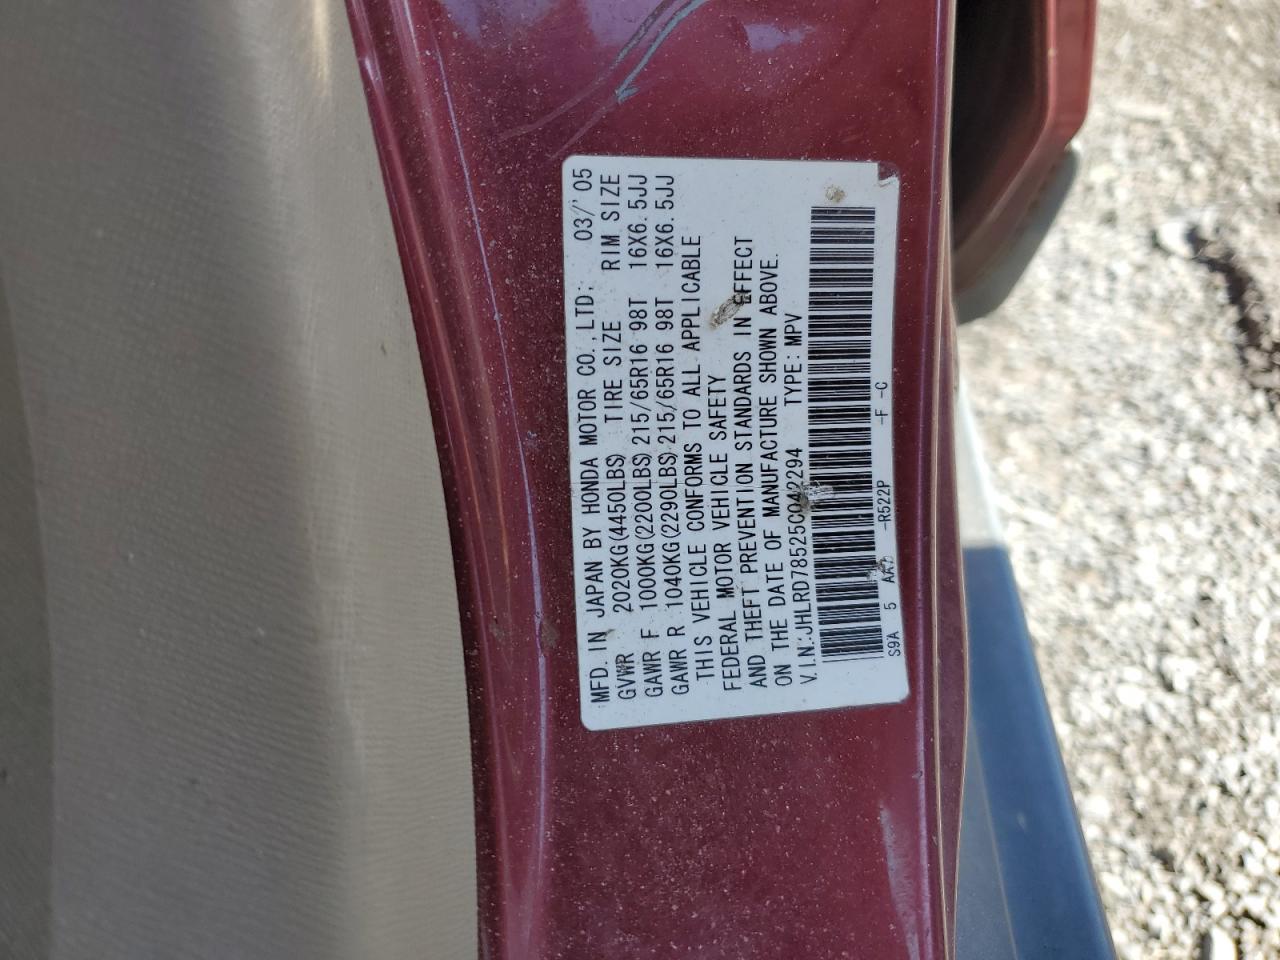 MFD. IN JAPAN BY HONDA MOTOR CO., LTD. 03/'05
GVWR 2020KG(4450LBS) TIRE SIZE RIM SIZE
GAWR F 1000KG(2200LBS) 215/65R16 98T 16X6.5JJ
GAWR R 1040KG(2290LBS) 215/65R16 98T 16X6.5JJ
THIS VEHICLE CONFORMS TO ALL APPLICABLE
FEDERAL MOTOR VEHICLE SAFETY
AND THEFT PREVENTION STANDARDS IN EFFECT
ON THE DATE OF MANUFACTURE SHOWN ABOVE.
V.I.N.:JHLRD78525C042294 TYPE: MPV
S9A 5 -R522P -F -C